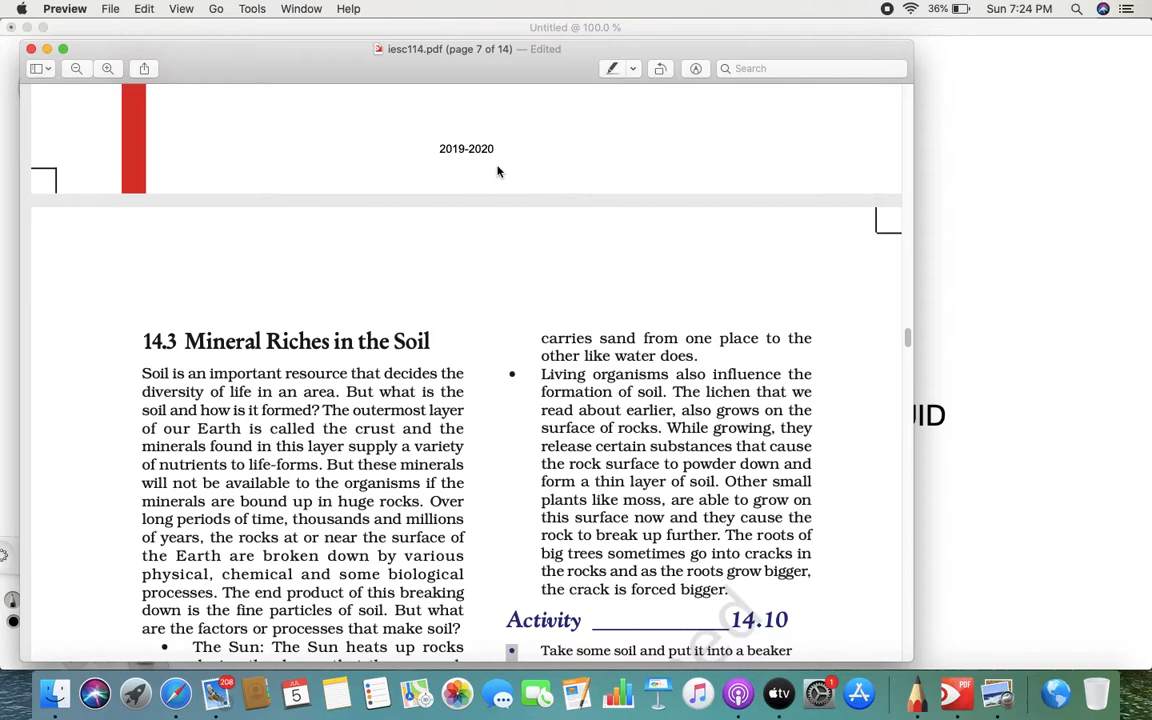 Preview File Edit View Go Tools Window Help 36% Sun 7:24 PM
Untitled @ 100.0 %
iesc114.pdf (page 7 of 14) — Edited
Search
2019-2020
14.3 Mineral Riches in the Soil
Soil is an important resource that decides the
diversity of life in an area. But what is the
soil and how is it formed? The outermost layer
of our Earth is called the crust and the
minerals found in this layer supply a variety
of nutrients to life-forms. But these minerals
will not be available to the organisms if the
minerals are bound up in huge rocks. Over
long periods of time, thousands and millions
of years, the rocks at or near the surface of
the Earth are broken down by various
physical, chemical and some biological
processes. The end product of this breaking
down is the fine particles of soil. But what
are the factors or processes that make soil?
• The Sun: The Sun heats up rocks
carries sand from one place to the
other like water does.
• Living organisms also influence the
formation of soil. The lichen that we
read about earlier, also grows on the
surface of rocks. While growing, they
release certain substances that cause
the rock surface to powder down and
form a thin layer of soil. Other small
plants like moss, are able to grow on
this surface now and they cause the
rock to break up further. The roots of
big trees sometimes go into cracks in
the rocks and as the roots grow bigger,
the crack is forced bigger.
Activity ____________14.10
• Take some soil and put it into a beaker
UID
208
JUL
5
tv
1
PDF